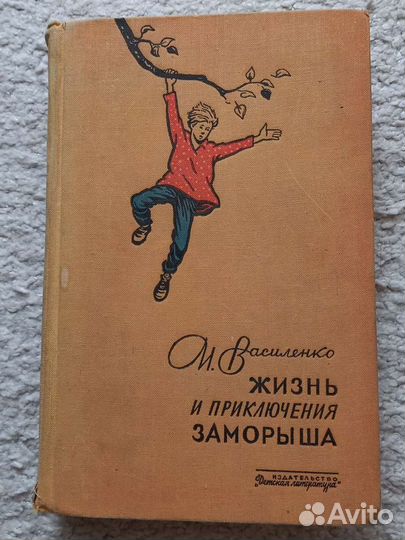 И. Василенко
ЖИЗНЬ
И ПРИКЛЮЧЕНИЯ
ЗАМОРЫША
ИЗДАТЕЛЬСТВО
„Детская литература“
Avito